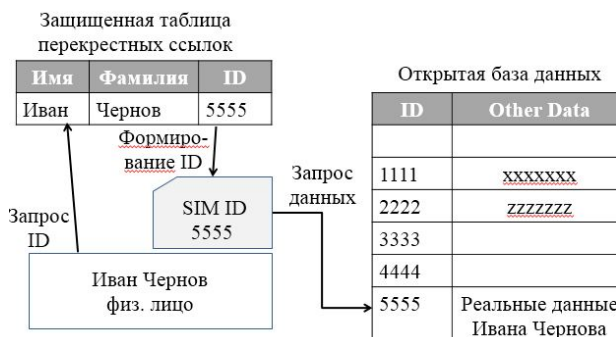 Защищенная таблица
перекрестных ссылок
Имя Фамилия ID
Иван Чернов 5555
Формиро-
вание ID
SIM ID
5555
Запрос
ID
Иван Чернов
физ. лицо
Запрос
данных
Открытая база данных
ID Other Data
1111 xxxxxxx
2222 zzzzzzz
3333
4444
5555 Реальные данные
Ивана Чернова